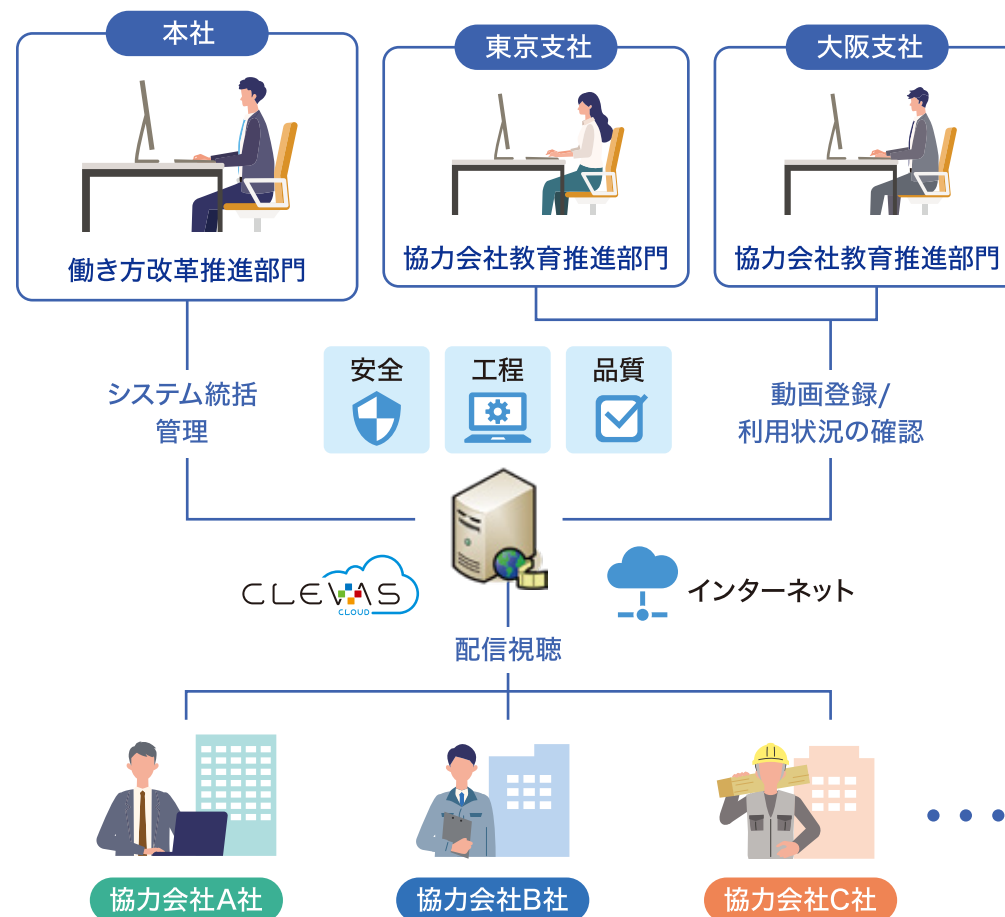 本社
東京支社
大阪支社
働き方改革推進部門
協力会社教育推進部門
協力会社教育推進部門
システム統括
管理
安全
工程
品質
動画登録/
利用状況の確認
CLEVAS
CLOUD
インターネット
配信視聴
協力会社A社
協力会社B社
協力会社C社